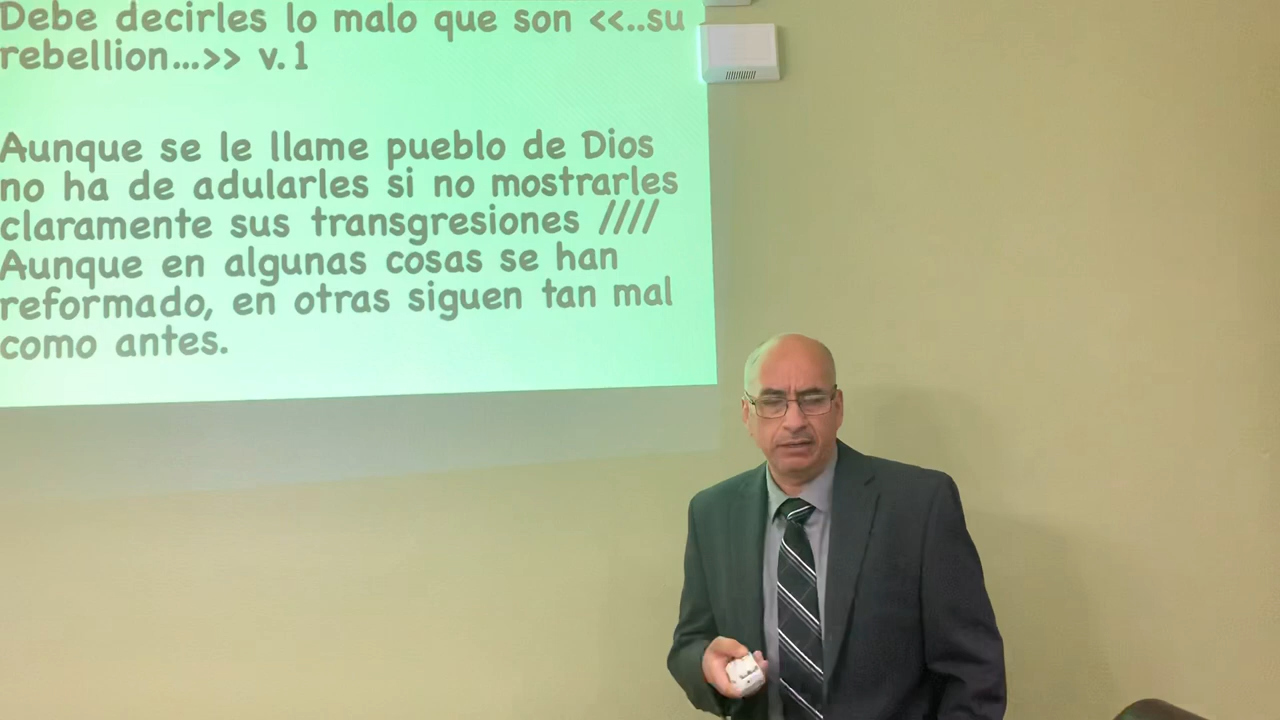 Debe decirles lo malo que son <<..su
rebellion...>> v.1
Aunque se le llame pueblo de Dios
no ha de adularles si no mostrarles
claramente sus transgresiones ////
Aunque en algunas cosas se han
reformado, en otras siguen tan mal
como antes.